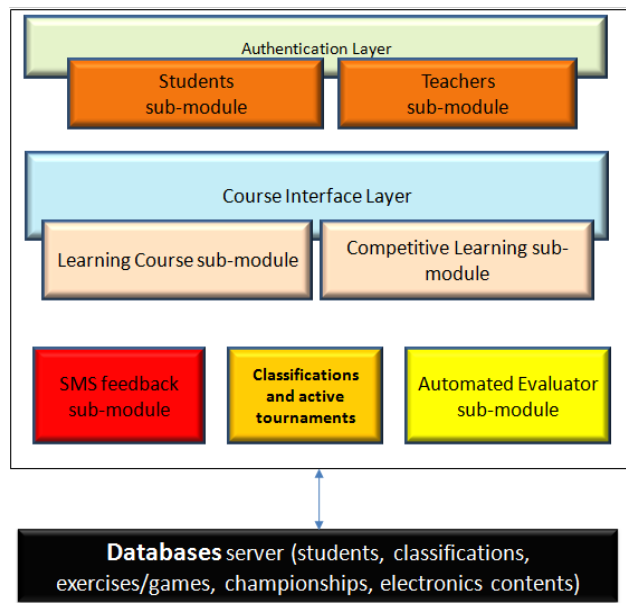 Authentication Layer
Students
sub-module
Teachers
sub-module
Course Interface Layer
Learning Course sub-module
Competitive Learning sub-
module
SMS feedback
sub-module
Classifications
and active
tournaments
Automated Evaluator
sub-module
Databases server (students, classifications,
exercises/games, championships, electronics contents)